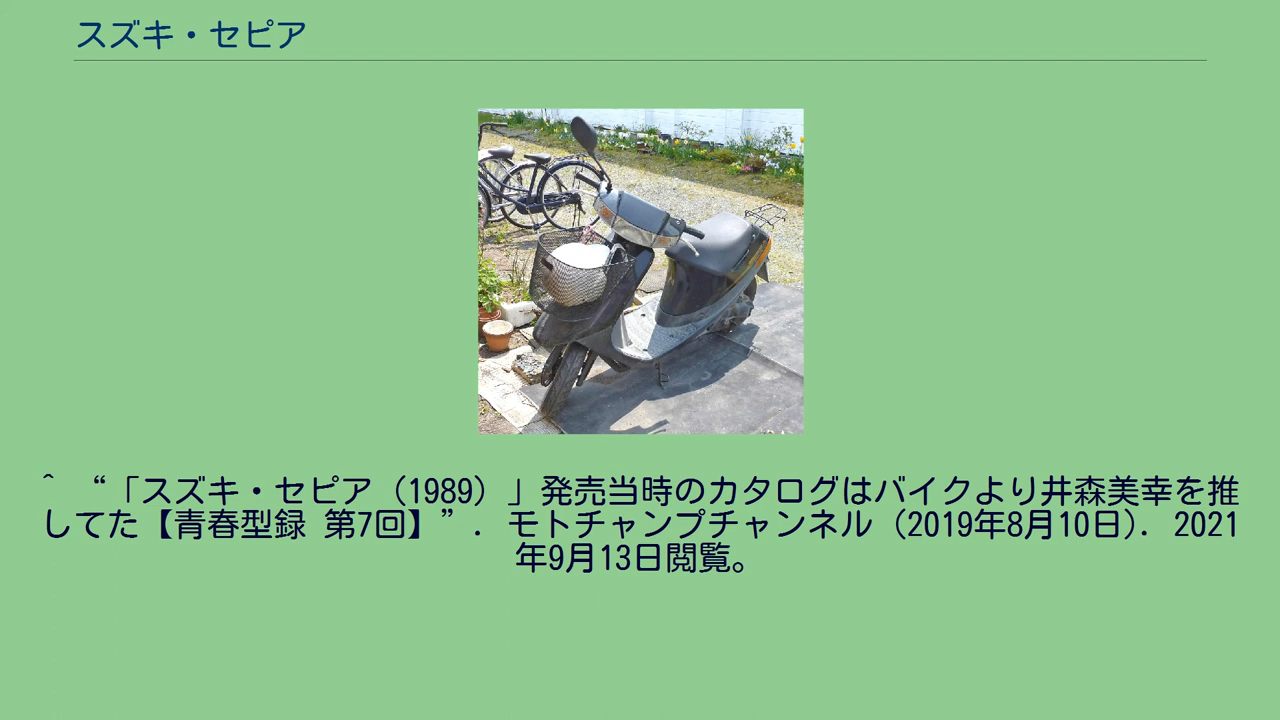 スズキ・セピア
^ “「スズキ・セピア（1989）」発売当時のカタログはバイクより井森美幸を推
してた【青春型録 第7回】”. モトチャンプチャンネル (2019年8月10日). 2021
年9月13日閲覧。